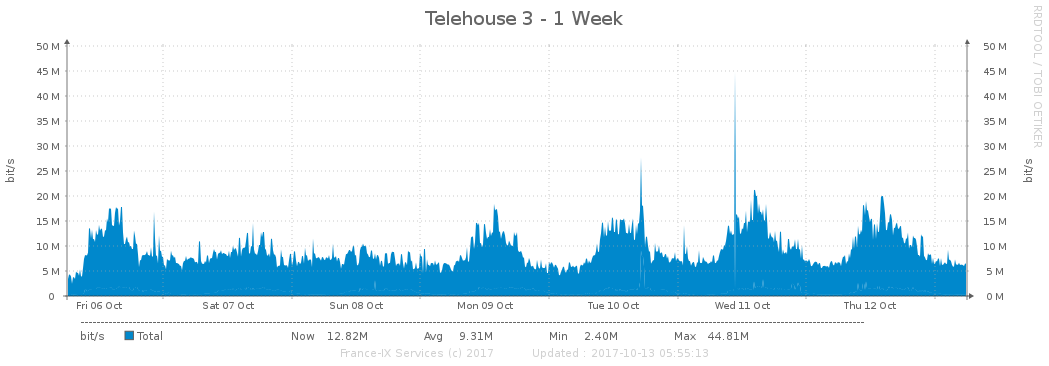 Telehouse 3 - 1 Week
RRDTOOL / TOBI OETIKER
50 M 50 M
45 M 45 M
40 M 40 M
35 M 35 M
30 M 30 M
25 M 25 M
20 M 20 M
15 M 15 M
10 M 10 M
5 M 5 M
0 0 M
bit/s bit/s
Fri 06 Oct Sat 07 Oct Sun 08 Oct Mon 09 Oct Tue 10 Oct Wed 11 Oct Thu 12 Oct
bit/s Total Now 12.82M Avg 9.31M Min 2.40M Max 44.81M
France-IX Services (c) 2017 Updated : 2017-10-13 05:55:13